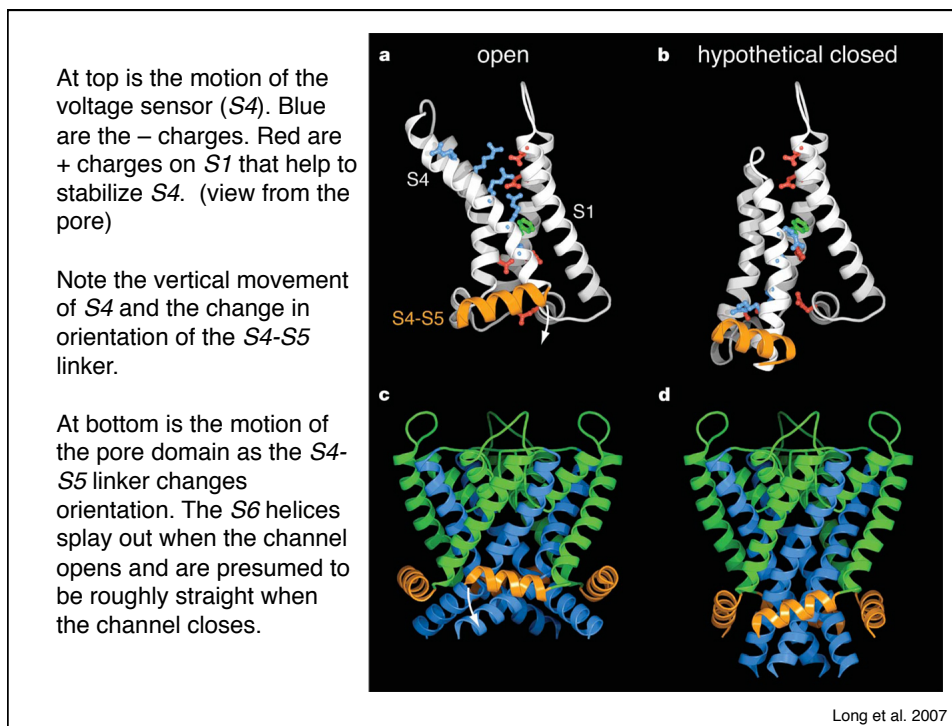 At top is the motion of the
voltage sensor (S4). Blue
are the – charges. Red are
+ charges on S1 that help to
stabilize S4. (view from the
pore)
Note the vertical movement
of S4 and the change in
orientation of the S4-S5
linker.
At bottom is the motion of
the pore domain as the S4-
S5 linker changes
orientation. The S6 helices
splay out when the channel
opens and are presumed to
be roughly straight when
the channel closes.
a open
b hypothetical closed
S4
S1
S4-S5
c
d
Long et al. 2007